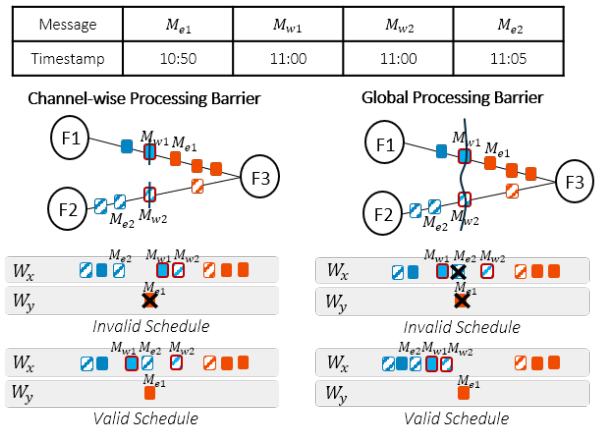 Message M_e1 M_w1 M_w2 M_e2
Timestamp 10:50 11:00 11:00 11:05
Channel-wise Processing Barrier
F1
M_w1
M_e1
F3
F2
M_e2
M_w2
M_e2 M_w1 M_w2
W_x
M_e1
W_y
Invalid Schedule
M_w1 M_e2 M_w2
W_x
M_e1
W_y
Valid Schedule
Global Processing Barrier
F1
M_w1
M_e1
F3
F2
M_e2
M_w2
M_w1 M_e2 M_w2
W_x
M_e1
W_y
Invalid Schedule
M_e2 M_w1 M_w2
W_x
M_e1
W_y
Valid Schedule